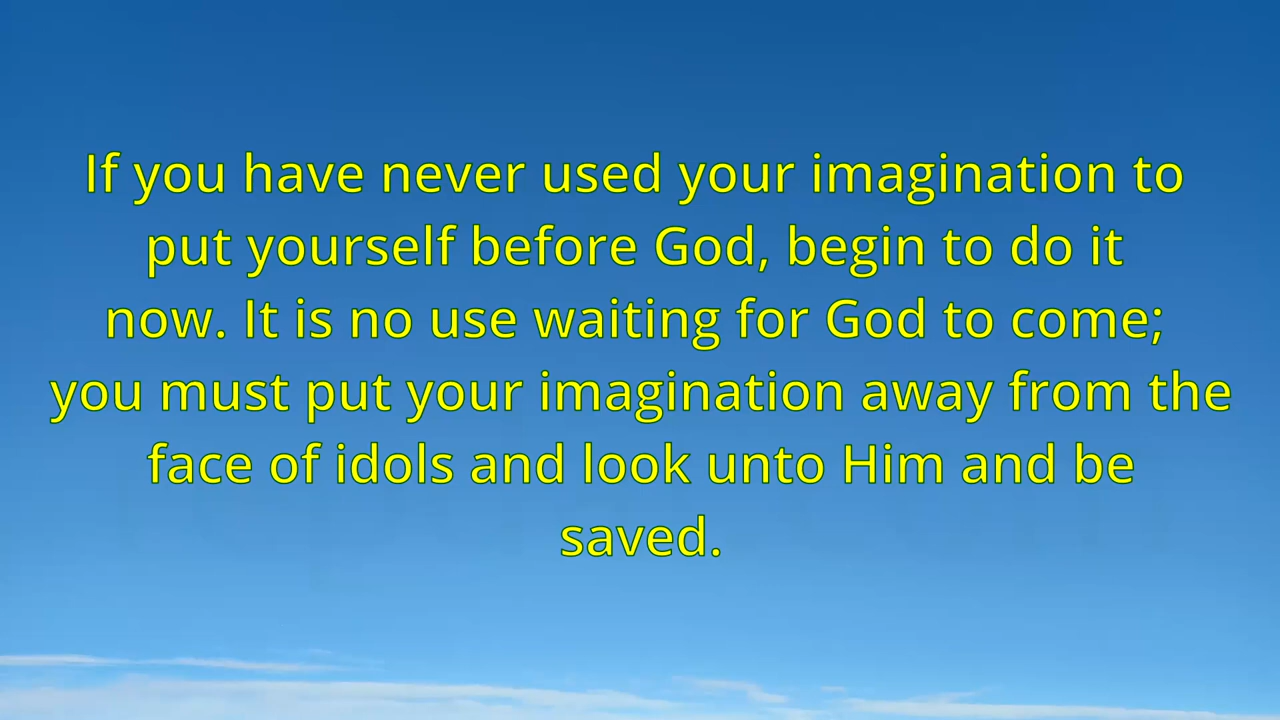 If you have never used your imagination to
put yourself before God, begin to do it
now. It is no use waiting for God to come;
you must put your imagination away from the
face of idols and look unto Him and be
saved.